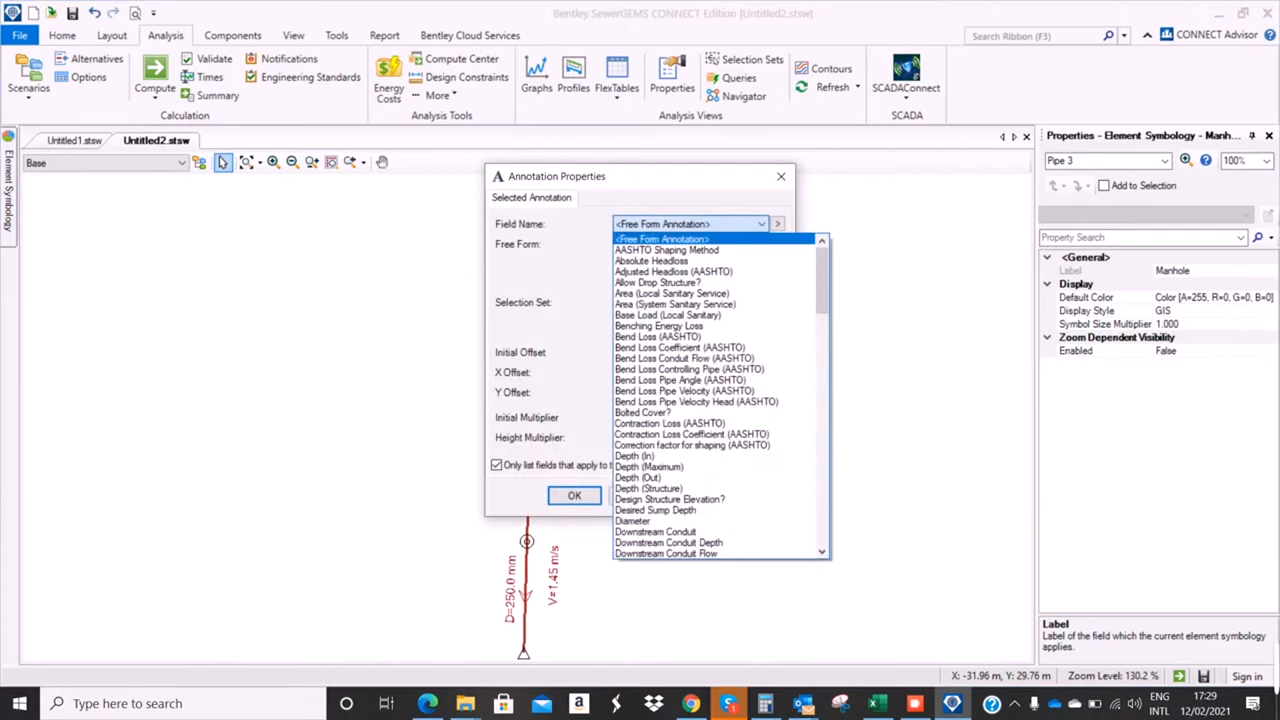 Bentley SewerGEMS CONNECT Edition [Untitled2.stsw]
File Home Layout Analysis Components View Tools Report Bentley Cloud Services
Search Ribbon (F3)
CONNECT Advisor
Scenarios
Alternatives
Options
Compute
Validate
Times
Summary
Notifications
Engineering Standards
Calculation
Energy Costs
Compute Center
Design Constraints
More
Analysis Tools
Graphs
Profiles
FlexTables
Properties
Selection Sets
Queries
Navigator
Contours
Refresh
Analysis Views
SCADAConnect
SCADA
Untitled1.stsw
Untitled2.stsw
Base
Element Symbology
Annotation Properties
Selected Annotation
Field Name:
<Free Form Annotation>
Free Form:
Selection Set:
Initial Offset
X Offset:
Y Offset:
Initial Multiplier
Height Multiplier:
Only list fields that apply to t
OK
<Free Form Annotation>
AASHTO Shaping Method
Absolute Headloss
Adjusted Headloss (AASHTO)
Allow Drop Structure?
Area (Local Sanitary Service)
Area (System Sanitary Service)
Base Load (Local Sanitary)
Benching Energy Loss
Bend Loss (AASHTO)
Bend Loss Coefficient (AASHTO)
Bend Loss Conduit Flow (AASHTO)
Bend Loss Controlling Pipe (AASHTO)
Bend Loss Pipe Angle (AASHTO)
Bend Loss Pipe Velocity (AASHTO)
Bend Loss Pipe Velocity Head (AASHTO)
Bolted Cover?
Contraction Loss (AASHTO)
Contraction Loss Coefficient (AASHTO)
Correction factor for shaping (AASHTO)
Depth (In)
Depth (Maximum)
Depth (Out)
Depth (Structure)
Design Structure Elevation?
Desired Sump Depth
Diameter
Downstream Conduit
Downstream Conduit Depth
Downstream Conduit Flow
D=250.0 mm
V=1.45 m/s
Properties - Element Symbology - Manh...
Pipe 3
100%
Add to Selection
Property Search
<General>
Label Manhole
Display
Default Color Color [A=255, R=0, G=0, B=0]
Display Style GIS
Symbol Size Multiplier 1.000
Zoom Dependent Visibility
Enabled False
Label
Label of the field which the current element symbology
applies.
X: -31.96 m, Y: 29.76 m
Zoom Level: 130.2 %
Sign in
Type here to search
ENG
INTL
17:29
12/02/2021